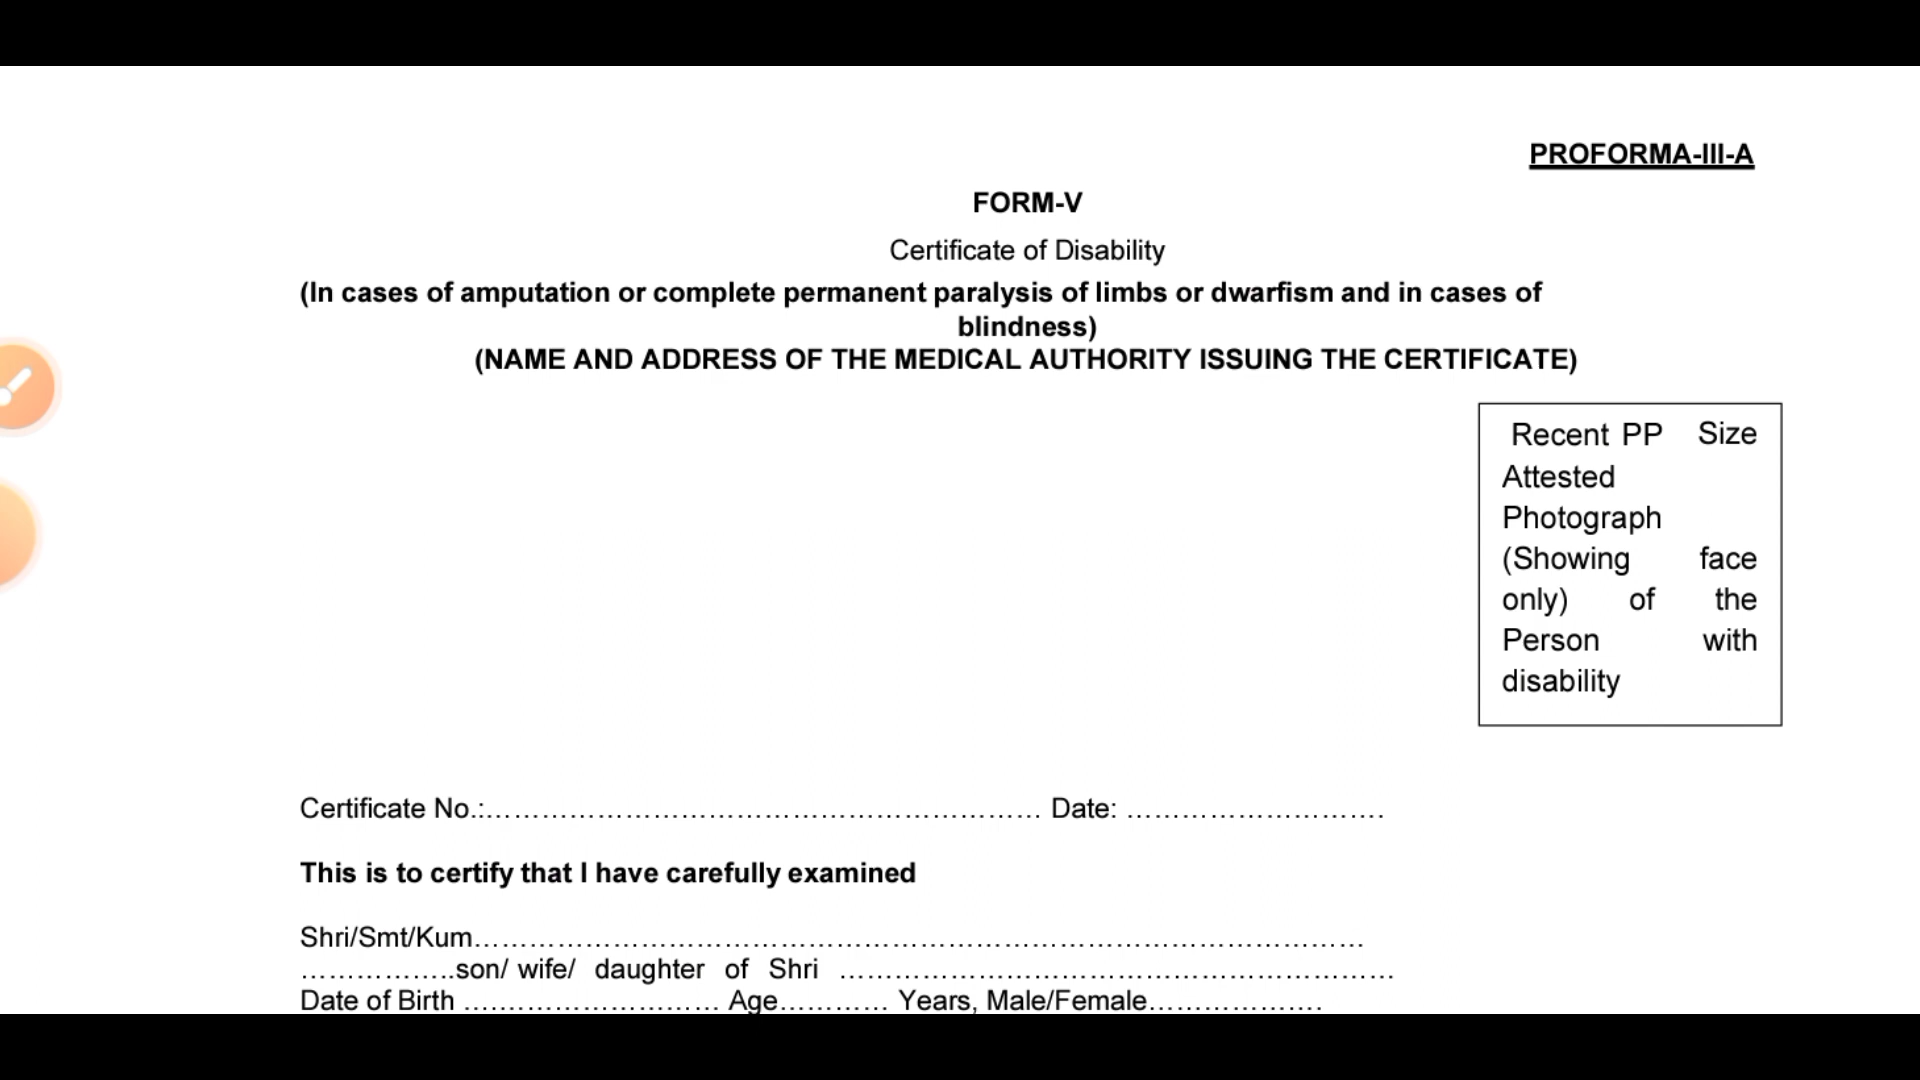 PROFORMA-III-A
FORM-V
Certificate of Disability
(In cases of amputation or complete permanent paralysis of limbs or dwarfism and in cases of
blindness)
(NAME AND ADDRESS OF THE MEDICAL AUTHORITY ISSUING THE CERTIFICATE)
Recent PP Size
Attested
Photograph
(Showing face
only) of the
Person with
disability
Certificate No.:…………………………………………………… Date: ……………………….
This is to certify that I have carefully examined
Shri/Smt/Kum……………………………………………………………………………………
……………..son/ wife/ daughter of Shri ……………………………………………………
Date of Birth ….…………………… Age………… Years, Male/Female……………….